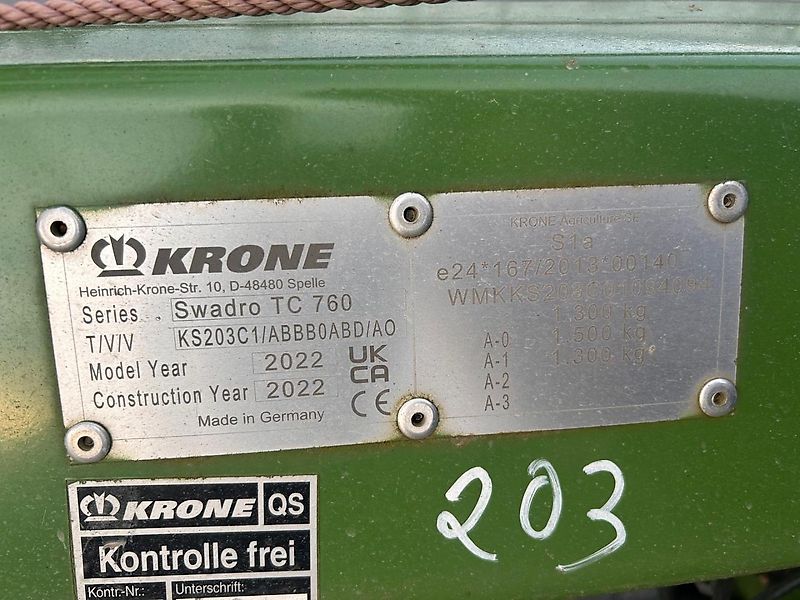 KRONE
Heinrich-Krone-Str. 10, D-48480 Spelle
Series Swadro TC 760
T/V/V KS203C1/ABBB0ABD/AO
Model Year 2022
Construction Year 2022
UK
CA
CE
Made in Germany
KRONE Agriculture SE
S1a
e24*167/2013*00140
1.300 kg
A-0 1.500 kg
A-1 1.300 kg
A-2
A-3
203
KRONE QS
Kontrolle frei
Kontr.-Nr.: Unterschrift: